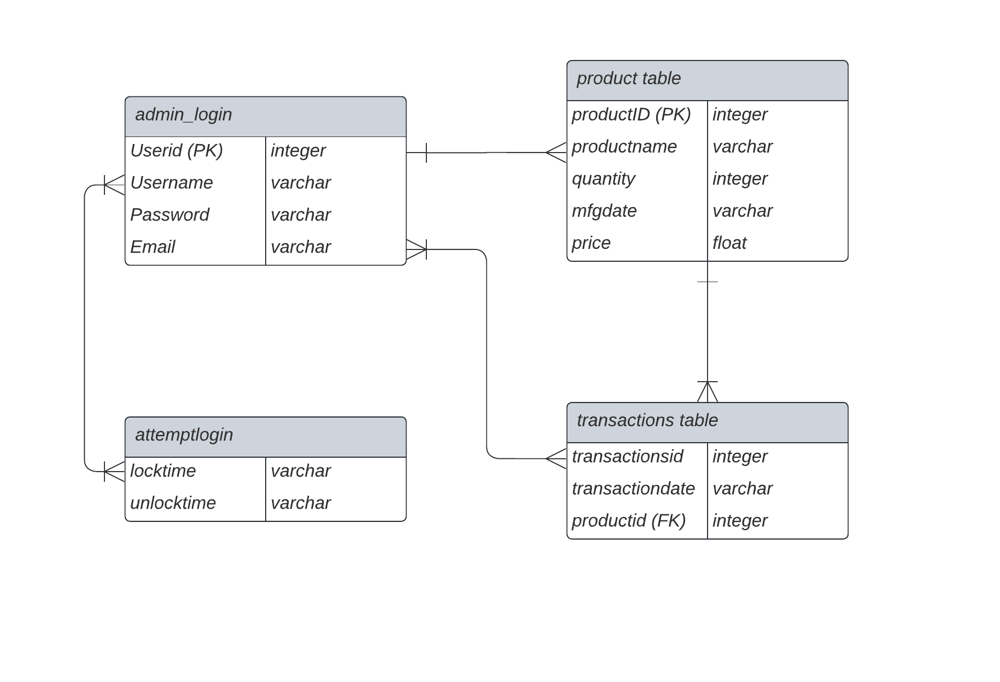 admin_login
Userid (PK) integer
Username varchar
Password varchar
Email varchar
product table
productID (PK) integer
productname varchar
quantity integer
mfgdate varchar
price float
attemptlogin
locktime varchar
unlocktime varchar
transactions table
transactionsid integer
transactiondate varchar
productid (FK) integer